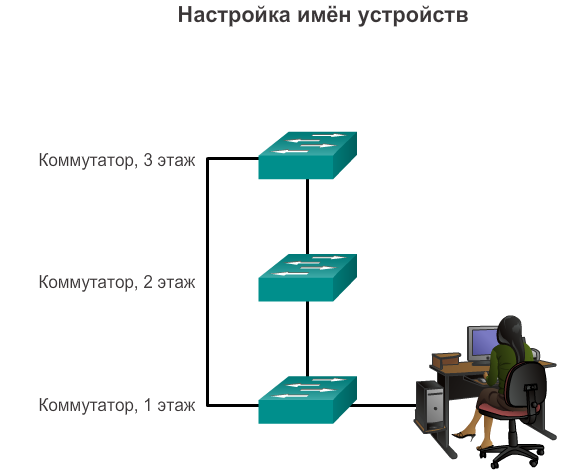 Настройка имён устройств
Коммутатор, 3 этаж
Коммутатор, 2 этаж
Коммутатор, 1 этаж